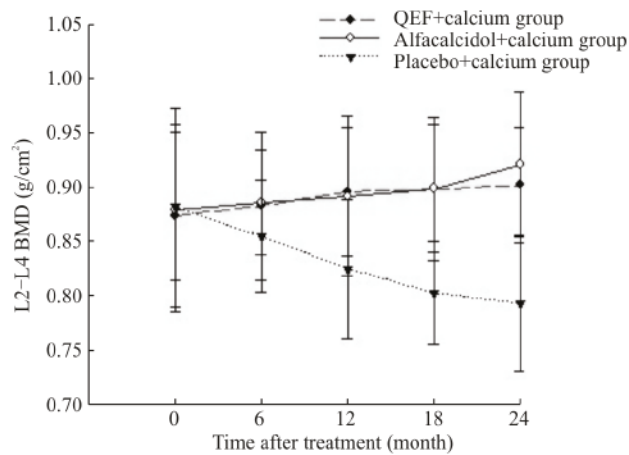 1.05
1.00
0.95
0.90
0.85
0.80
0.75
0.70
L2-L4 BMD (g/cm²)
QEF+calcium group
Alfacalcidol+calcium group
Placebo+calcium group
0 6 12 18 24
Time after treatment (month)